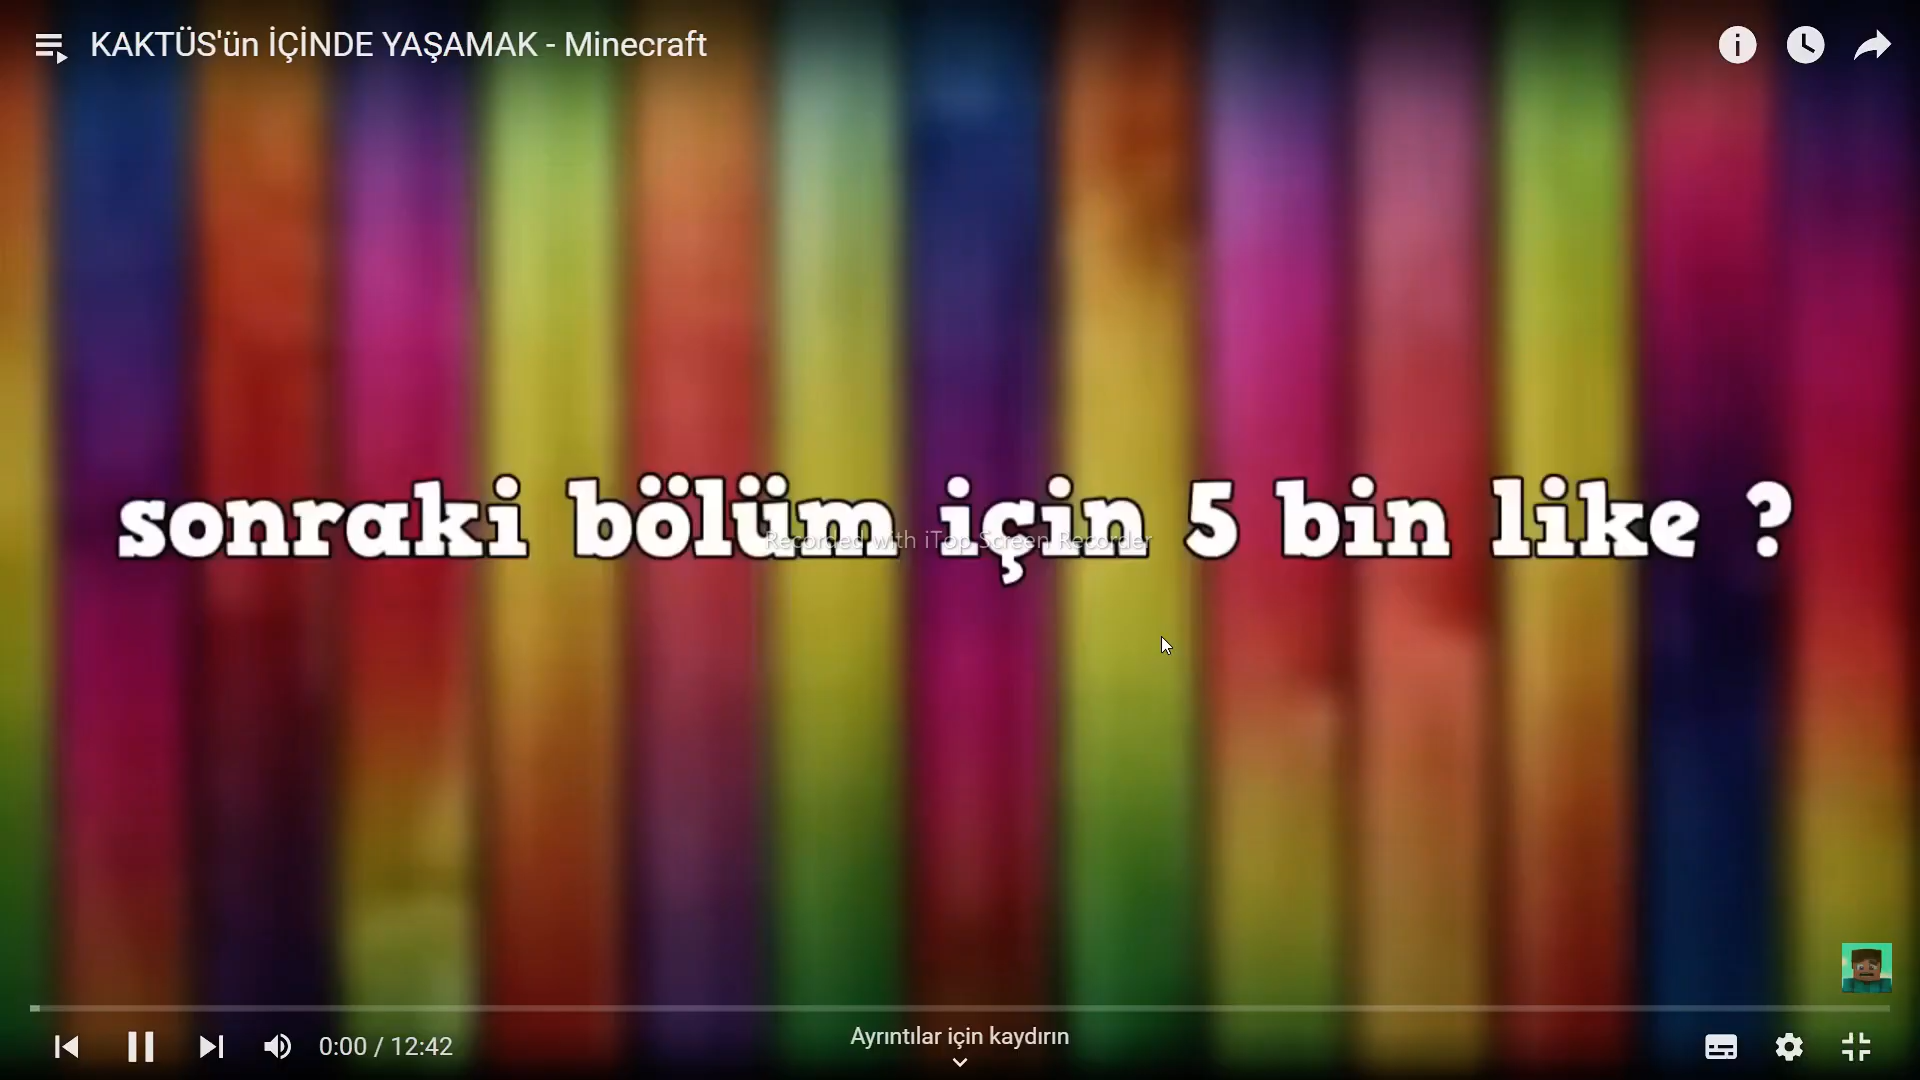 KAKTÜS'ün İÇİNDE YAŞAMAK - Minecraft
sonraki bölüm için 5 bin like ?
Recorded with iTop Screen Recorder
Ayrıntılar için kaydırın
0:00 / 12:42